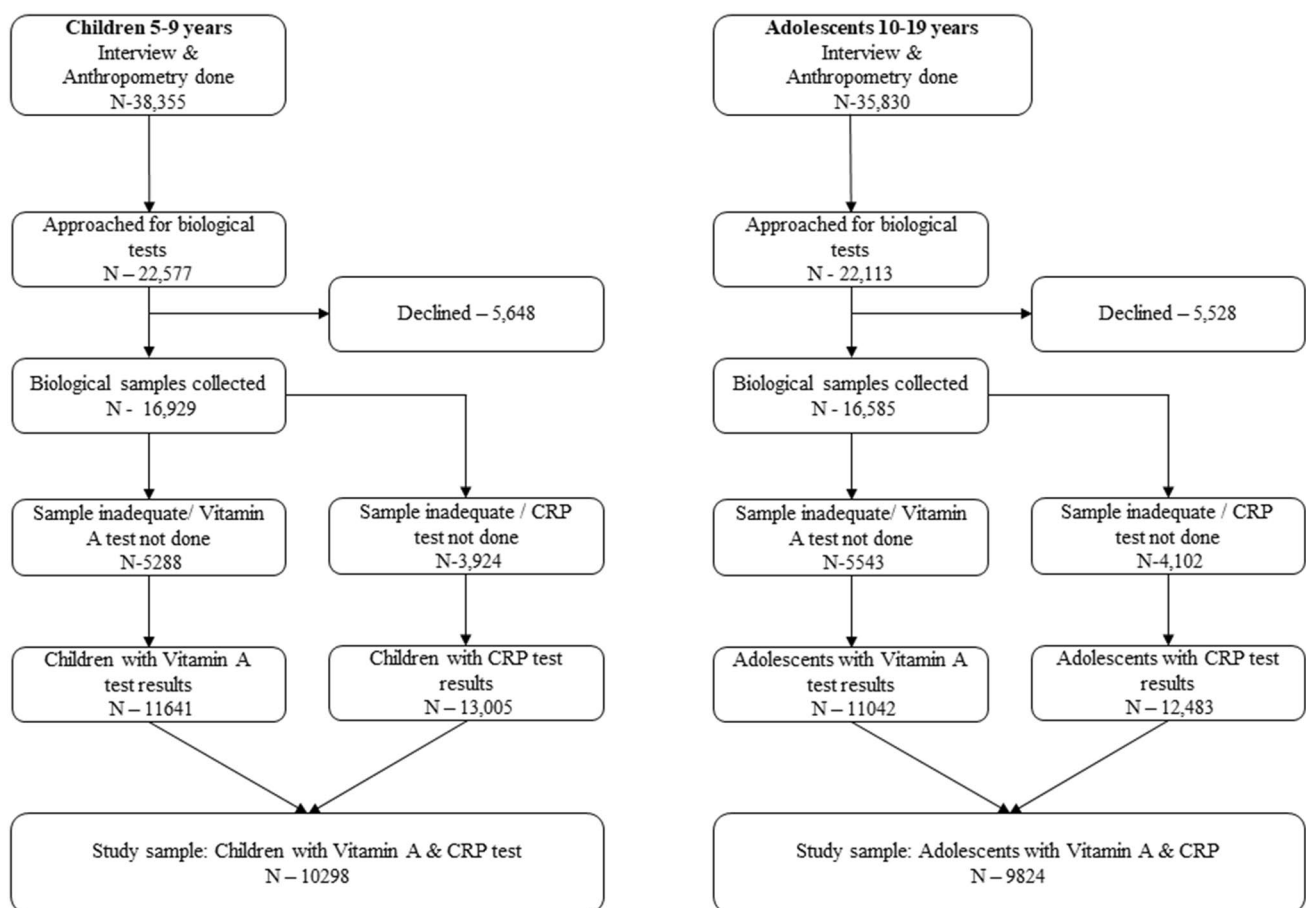 Children 5-9 years
Interview &
Anthropometry done
N-38,355
Approached for biological
tests
N – 22,577
Declined – 5,648
Biological samples collected
N - 16,929
Sample inadequate/ Vitamin
A test not done
N-5288
Sample inadequate / CRP
test not done
N-3,924
Children with Vitamin A
test results
N – 11641
Children with CRP test
results
N – 13,005
Study sample: Children with Vitamin A & CRP test
N – 10298
Adolescents 10-19 years
Interview &
Anthropometry done
N-35,830
Approached for biological
tests
N - 22,113
Declined – 5,528
Biological samples collected
N - 16,585
Sample inadequate/ Vitamin
A test not done
N-5543
Sample inadequate / CRP
test not done
N-4,102
Adolescents with Vitamin A
test results
N – 11042
Adolescents with CRP test
results
N – 12,483
Study sample: Adolescents with Vitamin A & CRP
N – 9824